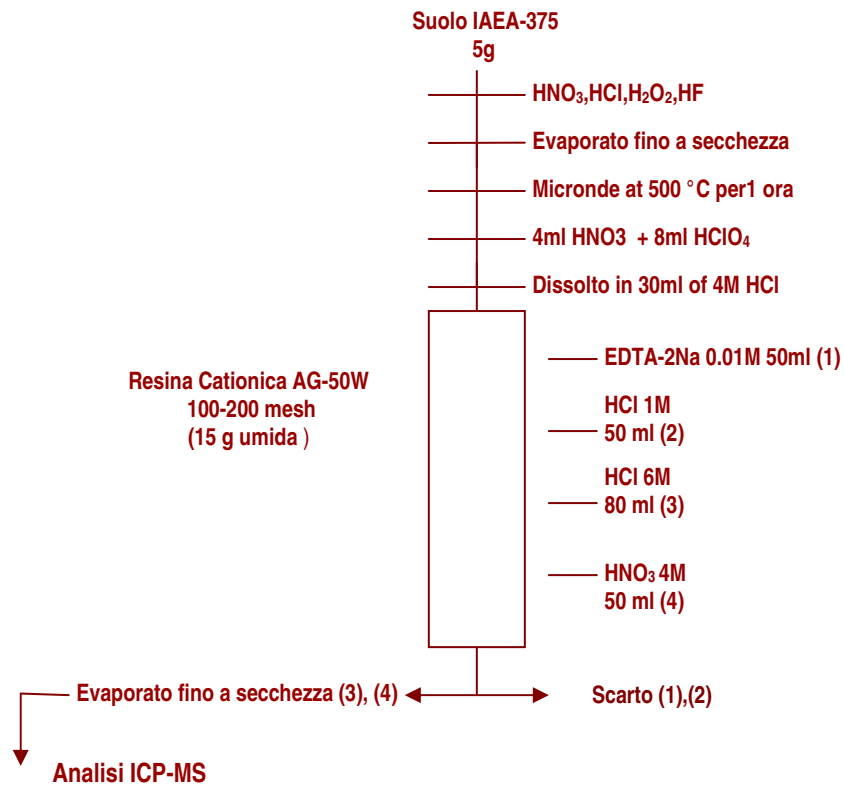 Suolo IAEA-375
5g
HNO₃,HCl,H₂O₂,HF
Evaporato fino a secchezza
Micronde at 500 °C per1 ora
4ml HNO3 + 8ml HClO₄
Dissolto in 30ml of 4M HCl
Resina Cationica AG-50W
100-200 mesh
(15 g umida )
EDTA-2Na 0.01M 50ml (1)
HCl 1M
50 ml (2)
HCl 6M
80 ml (3)
HNO₃ 4M
50 ml (4)
Evaporato fino a secchezza (3), (4)
Scarto (1),(2)
Analisi ICP-MS